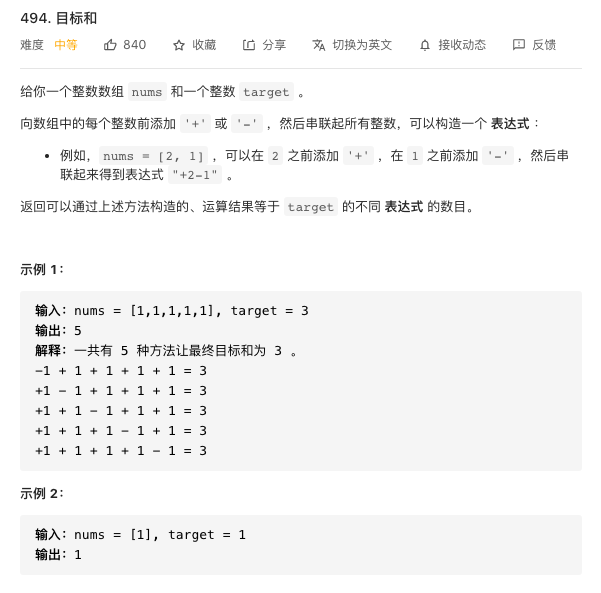 494. 目标和
难度 中等 840 收藏 分享 切换为英文 接收动态 反馈
给你一个整数数组 nums 和一个整数 target 。
向数组中的每个整数前添加 '+' 或 '-' ，然后串联起所有整数，可以构造一个 表达式 ：
• 例如，nums = [2, 1] ，可以在 2 之前添加 '+' ，在 1 之前添加 '-' ，然后串
联起来得到表达式 "+2-1" 。
返回可以通过上述方法构造的、运算结果等于 target 的不同 表达式 的数目。
示例 1：
输入：nums = [1,1,1,1,1], target = 3
输出：5
解释：一共有 5 种方法让最终目标和为 3 。
-1 + 1 + 1 + 1 + 1 = 3
+1 - 1 + 1 + 1 + 1 = 3
+1 + 1 - 1 + 1 + 1 = 3
+1 + 1 + 1 - 1 + 1 = 3
+1 + 1 + 1 + 1 - 1 = 3
示例 2：
输入：nums = [1], target = 1
输出：1